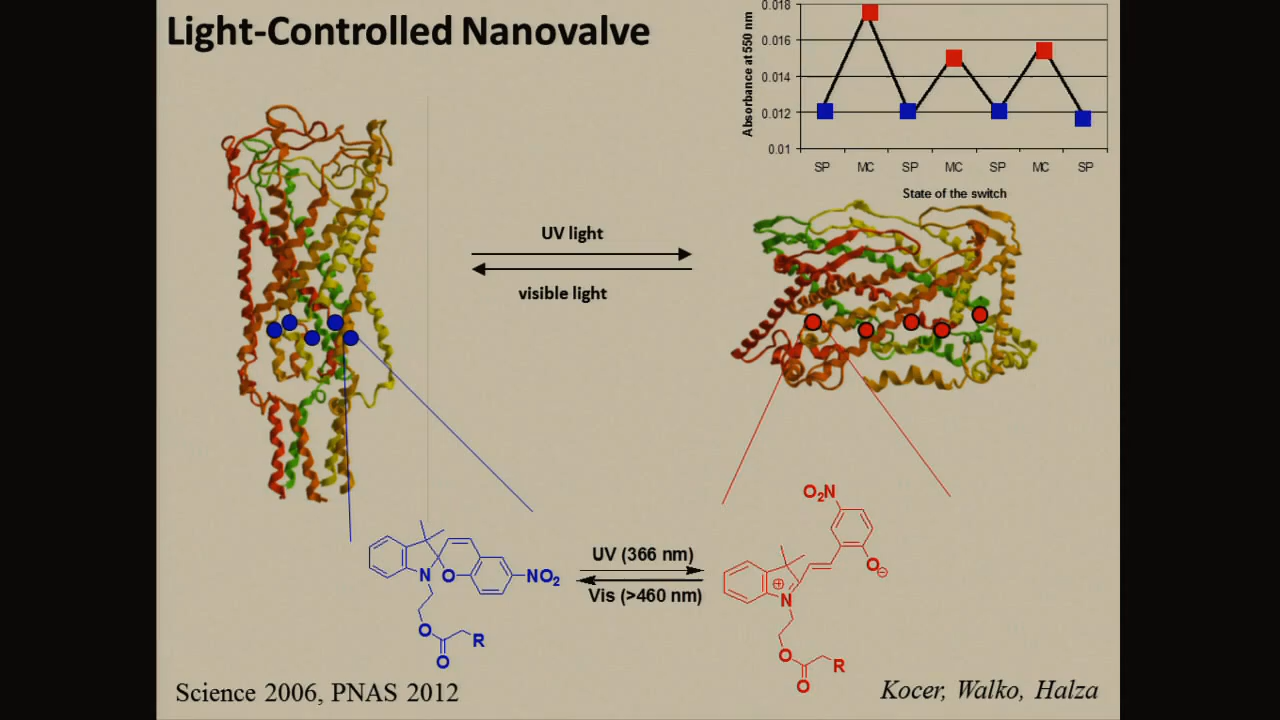 Light-Controlled Nanovalve
Absorbance at 550 nm
0.018
0.016
0.014
0.012
0.01
SP MC SP MC SP MC SP
State of the switch
UV light
visible light
O₂N
UV (366 nm)
Vis (>460 nm)
N O NO₂
O R
O
O⊖
⊕
N
O R
O
Science 2006, PNAS 2012
Kocer, Walko, Halza